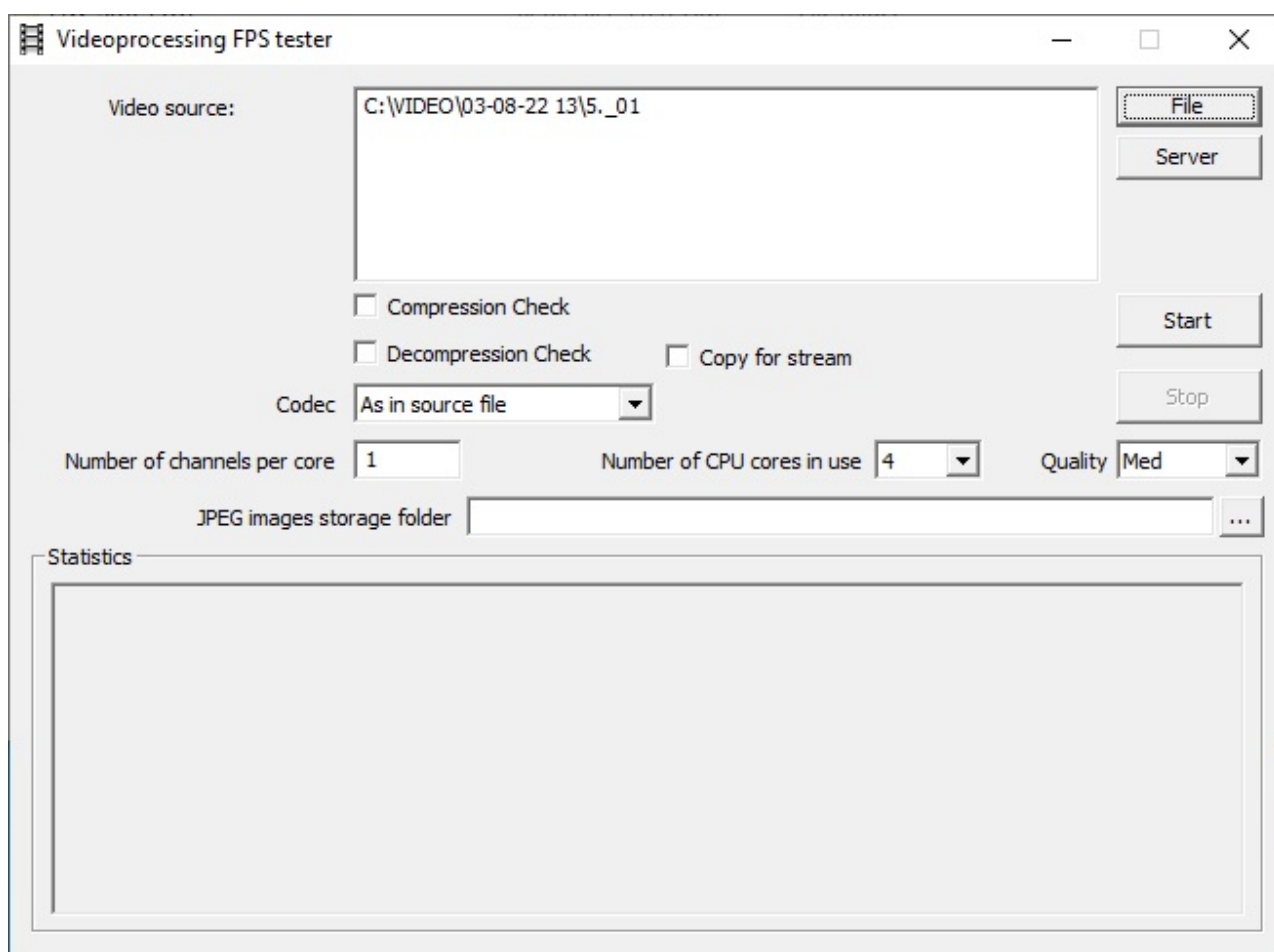 Videoprocessing FPS tester
Video source:
C:\VIDEO\03-08-22 13\5._01
File
Server
Compression Check
Start
Decompression Check
Copy for stream
Codec
As in source file
Stop
Number of channels per core
1
Number of CPU cores in use
4
Quality
Med
JPEG images storage folder
...
Statistics